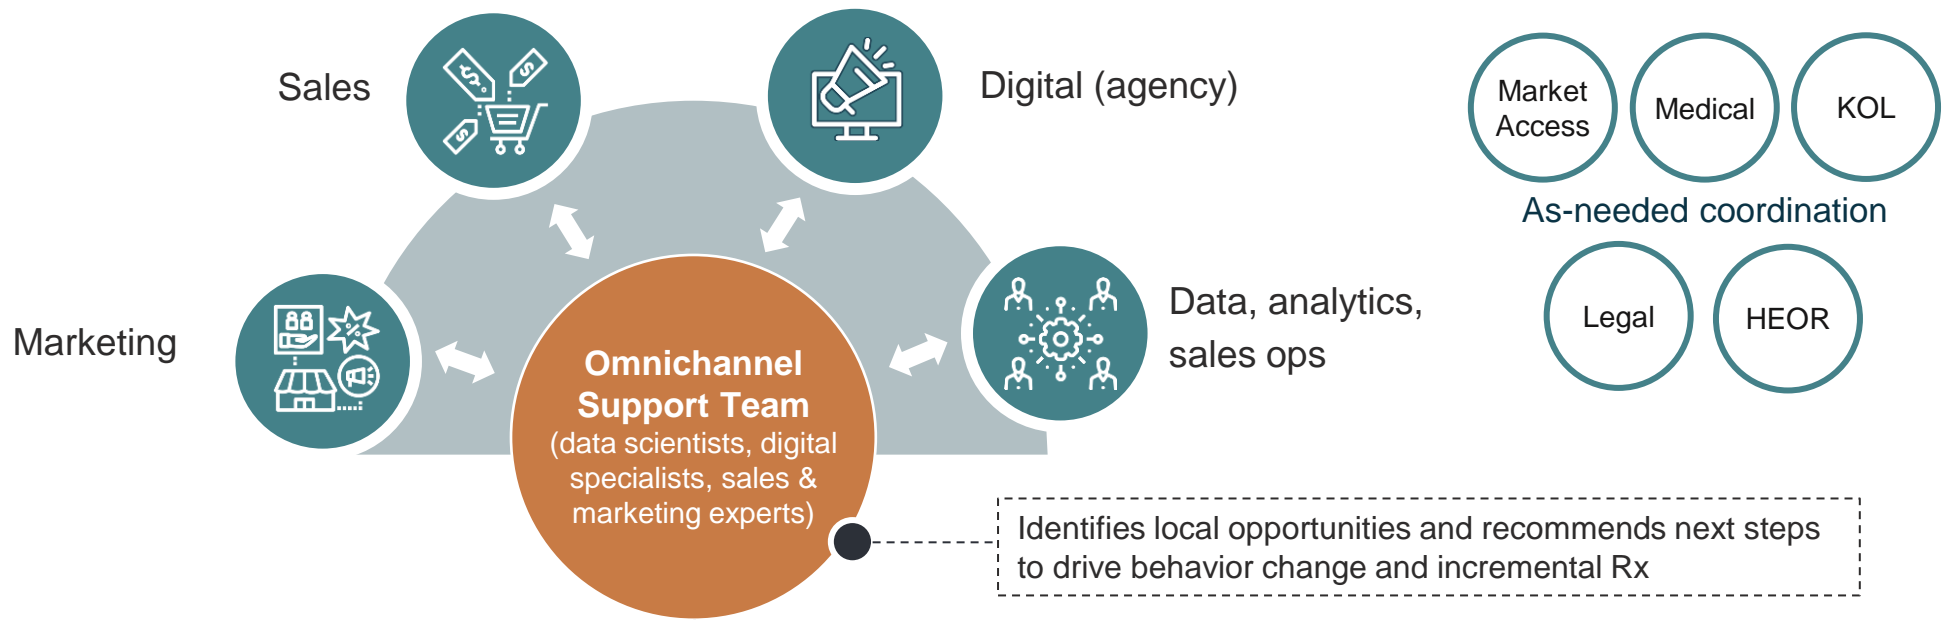 Sales
Digital (agency)
Marketing
Data, analytics,
sales ops
Omnichannel
Support Team
(data scientists, digital
specialists, sales &
marketing experts)
Identifies local opportunities and recommends next steps
to drive behavior change and incremental Rx
Market
Access
Medical
KOL
As-needed coordination
Legal
HEOR